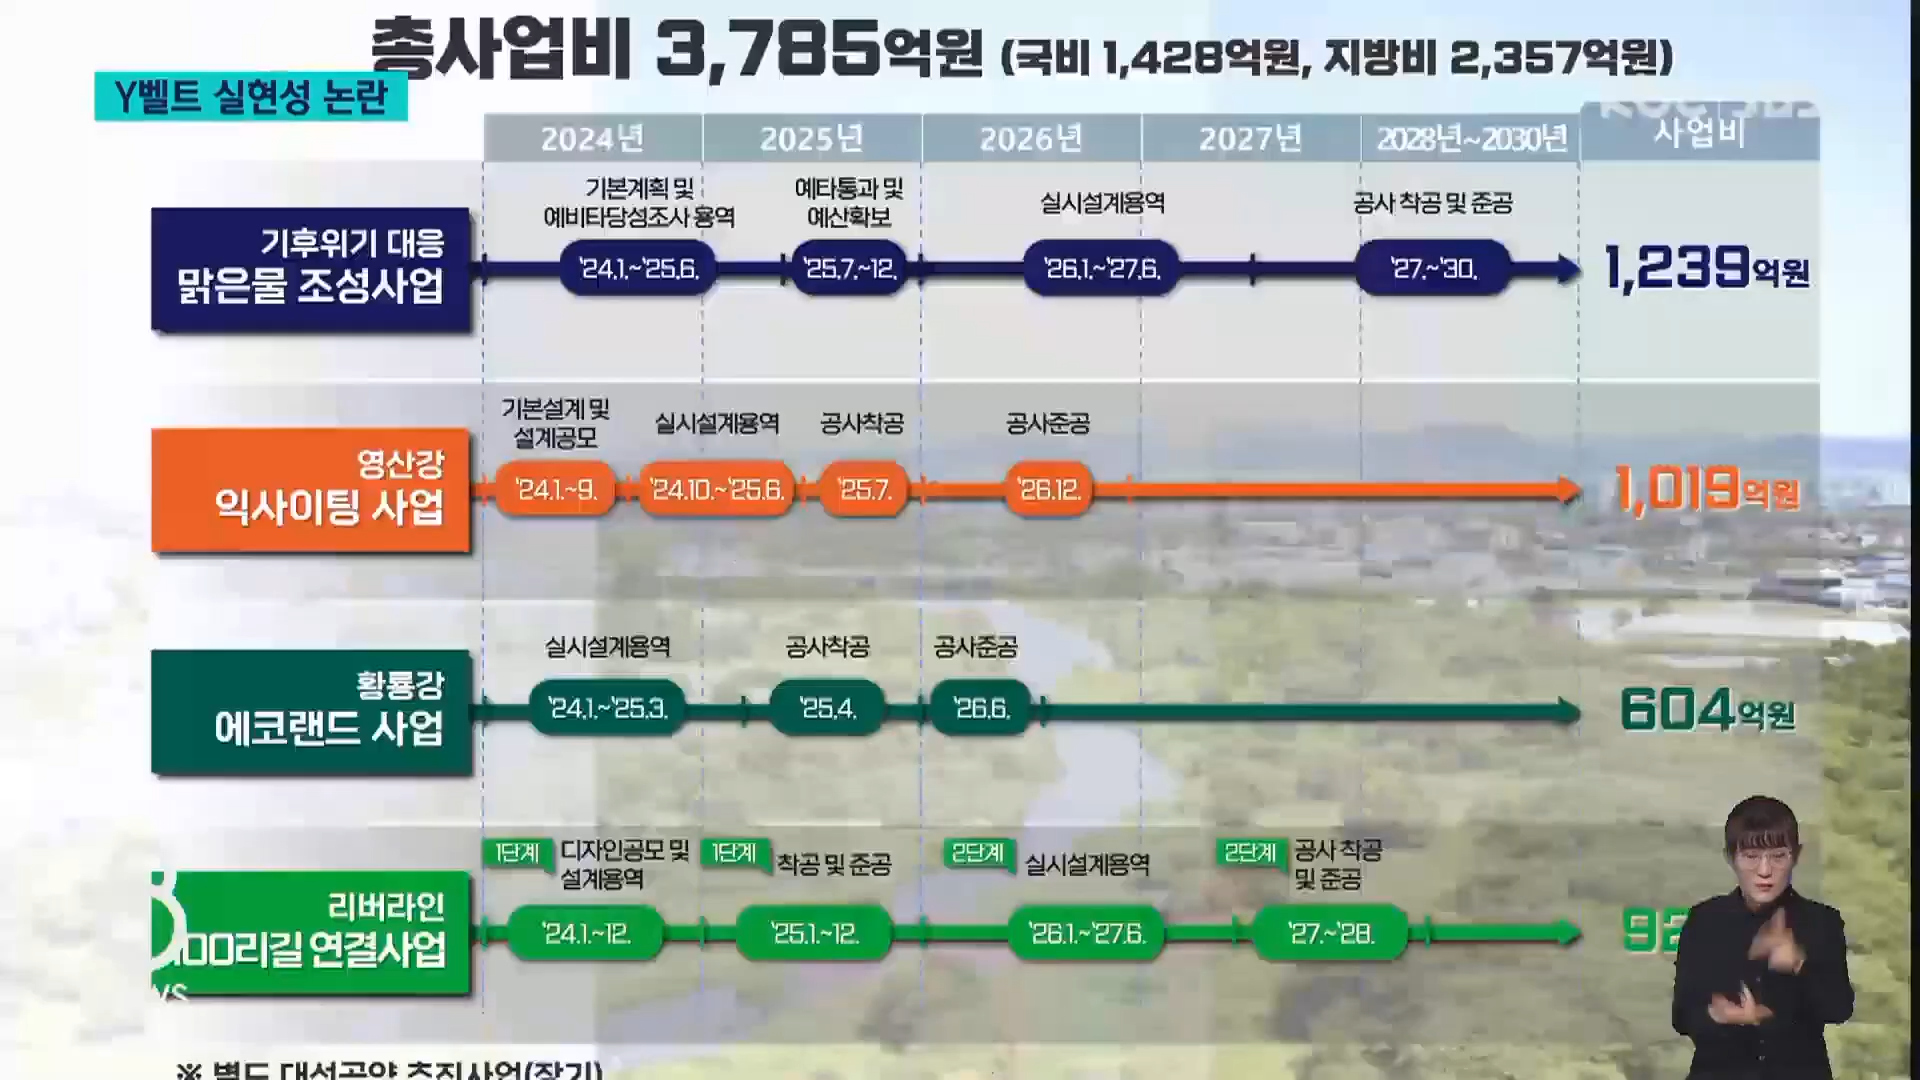 총사업비 3,785억원 (국비 1,428억원, 지방비 2,357억원)
Y벨트 실현성 논란
2024년 2025년 2026년 2027년 2028년~2030년 사업비
기후위기 대응
맑은물 조성사업
기본계획 및
예비타당성조사 용역
'24.1.~'25.6.
예타통과 및
예산확보
'25.7.~12.
실시설계용역
'26.1.~'27.6.
공사 착공 및 준공
'27.~'30.
1,239억원
영산강
익사이팅 사업
기본설계 및
설계공모
'24.1.~9.
실시설계용역
'24.10.~'25.6.
공사착공
'25.7.
공사준공
'26.12.
1,019억원
황룡강
에코랜드 사업
실시설계용역
'24.1.~'25.3.
공사착공
'25.4.
공사준공
'26.6.
604억원
리버라인
연결사업
1단계
디자인공모 및
설계용역
'24.1.~12.
1단계
착공 및 준공
'25.1.~12.
2단계
실시설계용역
'26.1.~'27.6.
2단계
공사 착공
및 준공
'27.~'28.
※ 별도 대선공약 추진사업(장기)